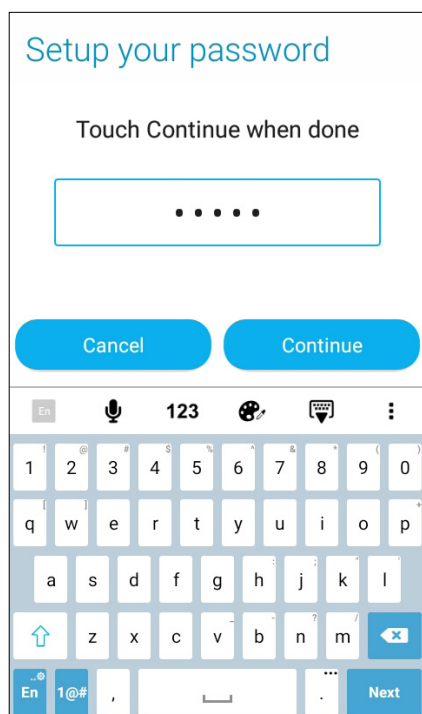 Setup your password
Touch Continue when done
•••••
Cancel Continue
En 123
! @ # $ % ^ & * ( )
1 2 3 4 5 6 7 8 9 0
[ ] +
q w e r t y u i o p
: ; ' "
a s d f g h j k l
_ - ? /
z x c v b n m
En 1@# , . Next